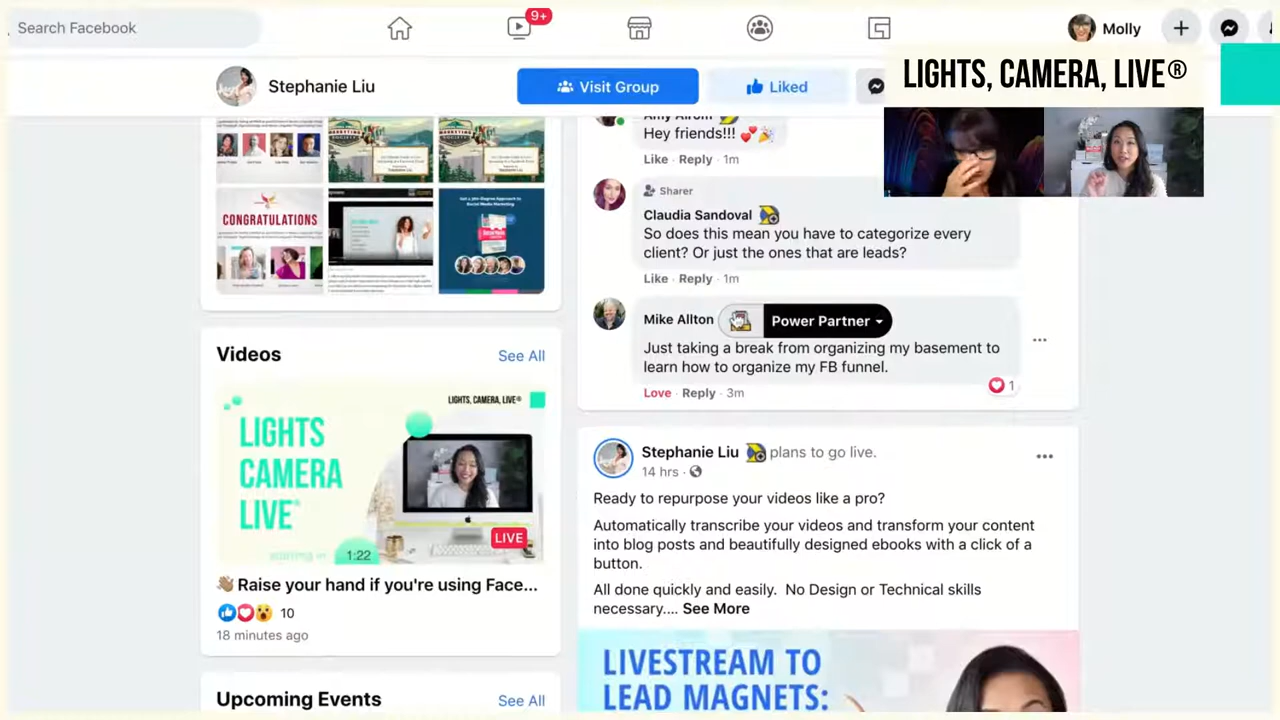 Search Facebook
9+
Molly
LIGHTS, CAMERA, LIVE®
Stephanie Liu
Visit Group
Liked
Hey friends!!! 💕🎉
Like · Reply · 1m
CONGRATULATIONS
Sharer
Claudia Sandoval
So does this mean you have to categorize every
client? Or just the ones that are leads?
Like · Reply · 1m
Mike Allton
Power Partner
Just taking a break from organizing my basement to
learn how to organize my FB funnel.
Love · Reply · 3m
1
Videos
See All
LIGHTS, CAMERA, LIVE®
LIGHTS
CAMERA
LIVE®
LIVE
starting in
1:22
👋🏽 Raise your hand if you're using Face...
10
18 minutes ago
Upcoming Events
See All
Stephanie Liu
plans to go live.
14 hrs ·
Ready to repurpose your videos like a pro?
Automatically transcribe your videos and transform your content
into blog posts and beautifully designed ebooks with a click of a
button.
All done quickly and easily. No Design or Technical skills
necessary.... See More
LIVESTREAM TO
LEAD MAGNETS: